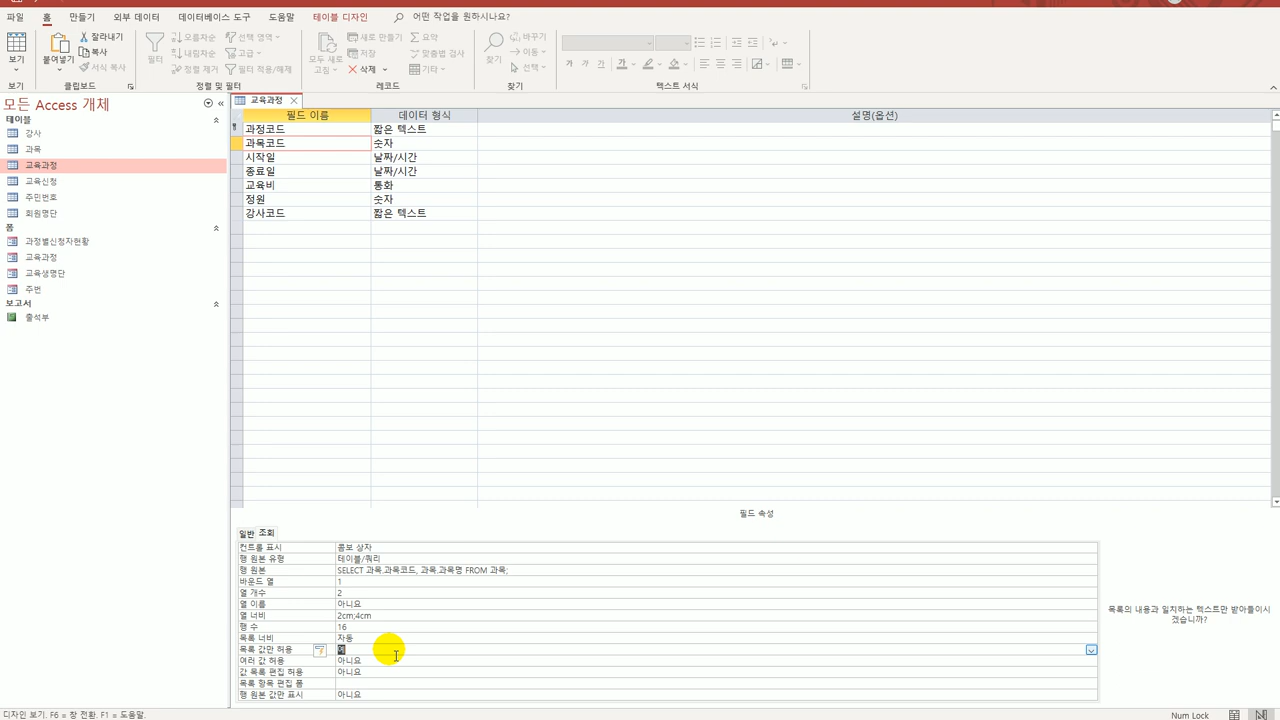 파일 홈 만들기 외부 데이터 데이터베이스 도구 도움말 테이블 디자인 어떤 작업을 원하시나요?
잘라내기 오름차순 선택 영역 새로 만들기 요약 바꾸기
보기 붙여넣기 복사 필터 내림차순 고급 모두 새로 고침 저장 맞춤법 검사 찾기 이동
서식 복사 정렬 제거 필터 적용/해제 삭제 기타 선택 가 가 가 가
보기 클립보드 정렬 및 필터 레코드 찾기 텍스트 서식
모든 Access 개체 교육과정
테이블 필드 이름 데이터 형식 설명(옵션)
강사 과정코드 짧은 텍스트
과목 과목코드 숫자
교육과정 시작일 날짜/시간
교육신청 종료일 날짜/시간
주민번호 교육비 통화
회원명단 정원 숫자
폼 강사코드 짧은 텍스트
과정별신청자현황
교육과정
교육생명단
주번
보고서
출석부
필드 속성
일반 조회
컨트롤 표시 콤보 상자
행 원본 유형 테이블/쿼리
행 원본 SELECT 과목.과목코드, 과목.과목명 FROM 과목;
바운드 열 1
열 개수 2
열 이름 아니요
열 너비 2cm;4cm
행 수 16
목록 너비 자동
목록 값만 허용 예
여러 값 허용 아니요
값 목록 편집 허용 아니요
목록 항목 편집 폼
행 원본 값만 표시 아니요
목록의 내용과 일치하는 텍스트만 받아들이시
겠습니까?
디자인 보기. F6 = 창 전환. F1 = 도움말. Num Lock